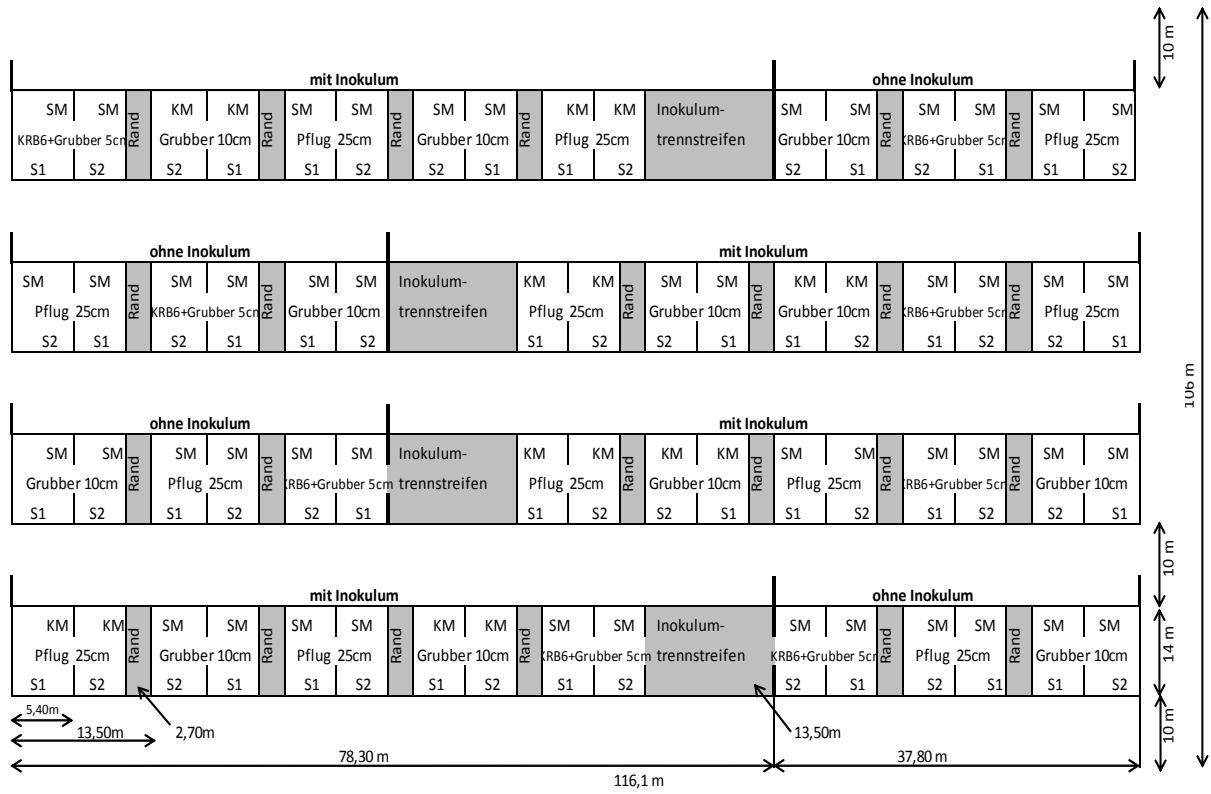 10 m
mit Inokulum ohne Inokulum
SM SM KM KM SM SM SM SM KM KM Inokulum- SM SM SM SM SM SM
KRB6+Grubber 5cm Rand Grubber 10cm Rand Pflug 25cm Rand Grubber 10cm Rand Pflug 25cm trennstreifen Grubber 10cm Rand KRB6+Grubber 5cm Rand Pflug 25cm
S1 S2 S2 S1 S1 S2 S2 S1 S1 S2 S2 S1 S2 S1 S1 S2
ohne Inokulum mit Inokulum
SM SM SM SM SM SM Inokulum- KM KM SM SM KM KM SM SM SM SM
Pflug 25cm Rand KRB6+Grubber 5cm Rand Grubber 10cm trennstreifen Pflug 25cm Rand Grubber 10cm Rand Grubber 10cm Rand KRB6+Grubber 5cm Rand Pflug 25cm
S2 S1 S2 S1 S1 S2 S1 S2 S2 S1 S1 S2 S1 S2 S2 S1
106 m
ohne Inokulum mit Inokulum
SM SM SM SM SM SM Inokulum- KM KM KM KM SM SM SM SM SM SM
Grubber 10cm Rand Pflug 25cm Rand KRB6+Grubber 5cm trennstreifen Pflug 25cm Rand Grubber 10cm Rand Pflug 25cm Rand KRB6+Grubber 5cm Rand Grubber 10cm
S1 S2 S1 S2 S2 S1 S1 S2 S2 S1 S1 S2 S1 S2 S2 S1
10 m
mit Inokulum ohne Inokulum
KM KM SM SM SM SM KM KM SM SM Inokulum- SM SM SM SM SM SM
Pflug 25cm Rand Grubber 10cm Rand Pflug 25cm Rand Grubber 10cm Rand KRB6+Grubber 5cm trennstreifen KRB6+Grubber 5cm Rand Pflug 25cm Rand Grubber 10cm
S1 S2 S2 S1 S1 S2 S2 S1 S1 S2 S2 S1 S2 S1 S1 S2
14 m
5,40m
13,50m 2,70m 13,50m
10 m
78,30 m 37,80 m
116,1 m